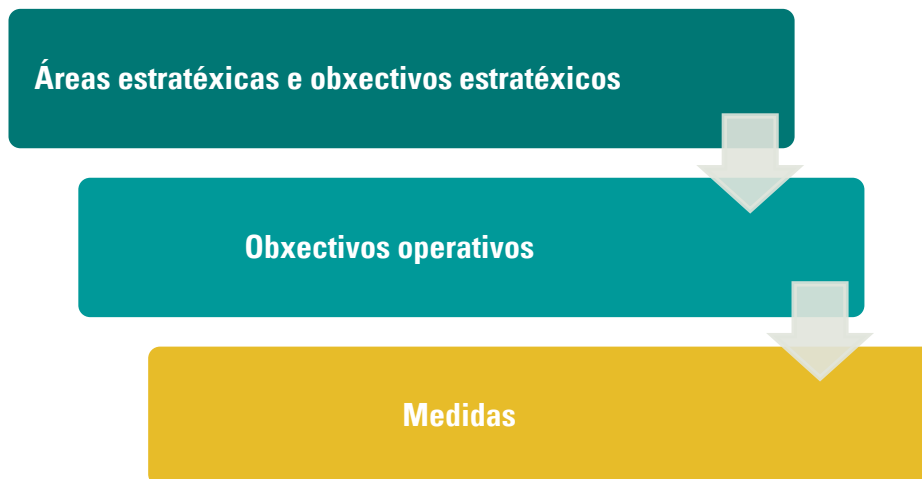 Áreas estratéxicas e obxectivos estratéxicos
Obxectivos operativos
Medidas